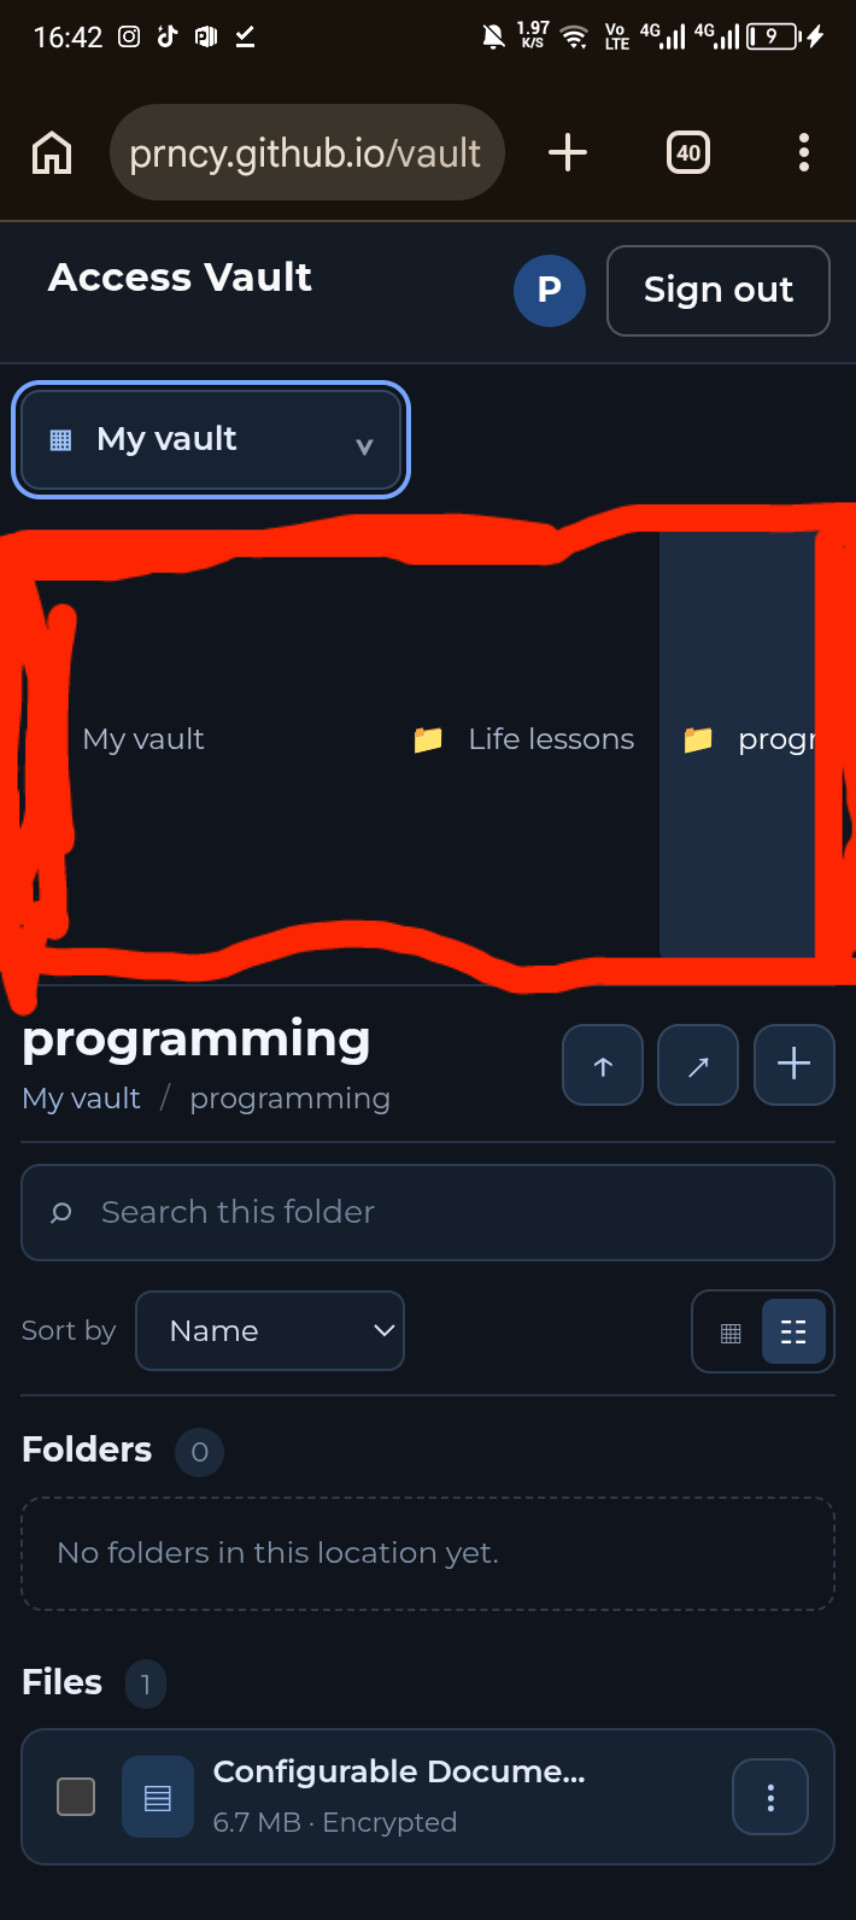 16:42 1.97 K/S Vo LTE 4G 4G 9
prncy.github.io/vault 40
Access Vault P Sign out
My vault
My vault Life lessons progr
programming
My vault / programming
Search this folder
Sort by Name
Folders 0
No folders in this location yet.
Files 1
Configurable Docume...
6.7 MB · Encrypted